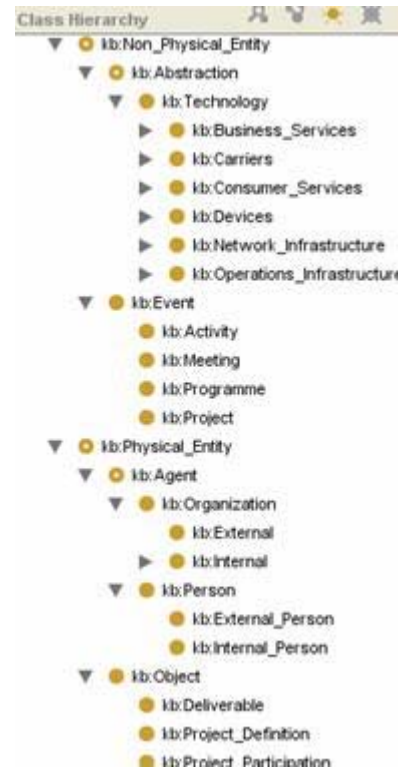 Class Hierarchy
kb:Non_Physical_Entity
kb:Abstraction
kb:Technology
kb:Business_Services
kb:Carriers
kb:Consumer_Services
kb:Devices
kb:Network_Infrastructure
kb:Operations_Infrastructure
kb:Event
kb:Activity
kb:Meeting
kb:Programme
kb:Project
kb:Physical_Entity
kb:Agent
kb:Organization
kb:External
kb:Internal
kb:Person
kb:External_Person
kb:Internal_Person
kb:Object
kb:Deliverable
kb:Project_Definition
kb:Project_Participation